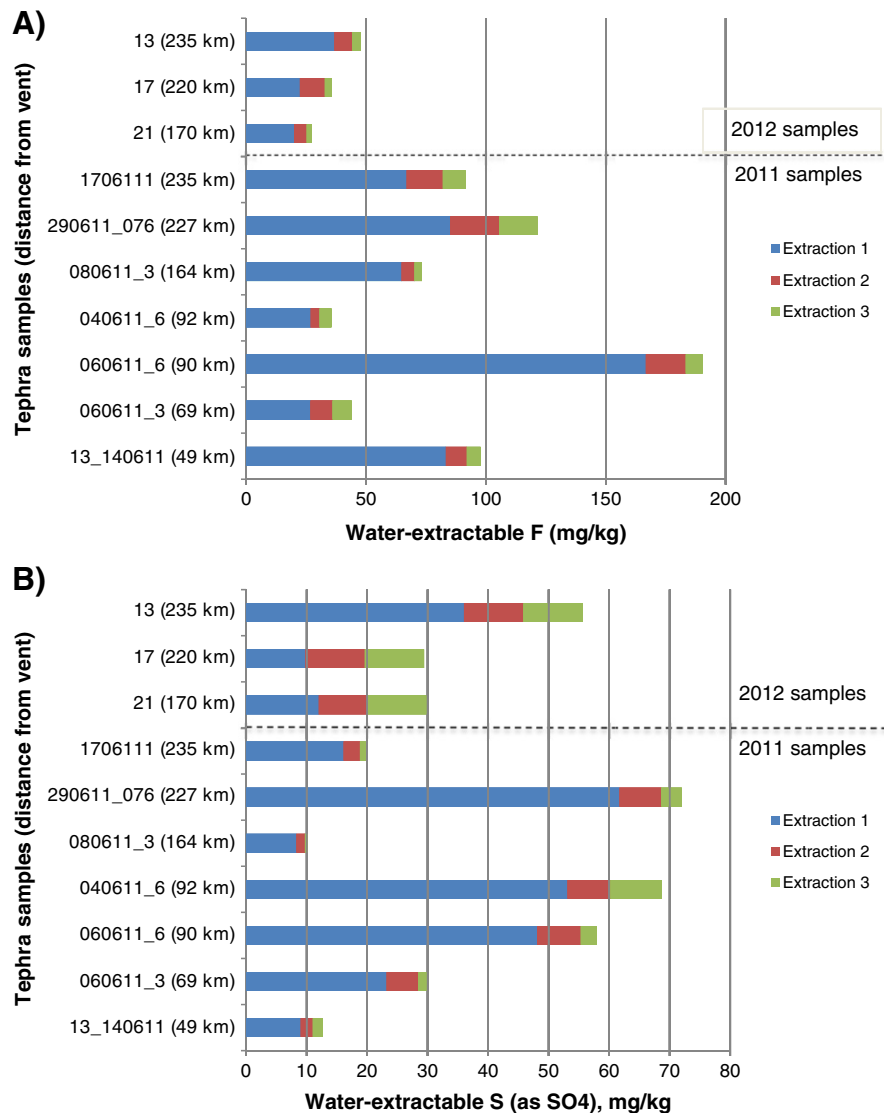 A)
Tephra samples (distance from vent)
13 (235 km)
17 (220 km)
21 (170 km)
1706111 (235 km)
290611_076 (227 km)
080611_3 (164 km)
040611_6 (92 km)
060611_6 (90 km)
060611_3 (69 km)
13_140611 (49 km)
2012 samples
2011 samples
Extraction 1
Extraction 2
Extraction 3
0 50 100 150 200
Water-extractable F (mg/kg)
B)
Tephra samples (distance from vent)
13 (235 km)
17 (220 km)
21 (170 km)
1706111 (235 km)
290611_076 (227 km)
080611_3 (164 km)
040611_6 (92 km)
060611_6 (90 km)
060611_3 (69 km)
13_140611 (49 km)
2012 samples
2011 samples
Extraction 1
Extraction 2
Extraction 3
0 10 20 30 40 50 60 70 80
Water-extractable S (as SO4), mg/kg